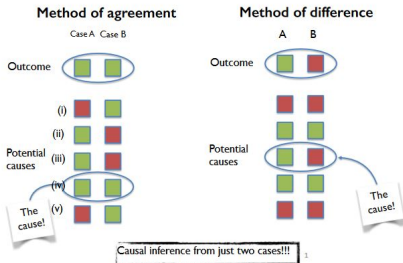 Method of agreement
Case A Case B
Outcome
(i)
(ii)
Potential (iii)
causes (iv)
(v)
The
cause!
Method of difference
A B
Outcome
Potential
causes
The
cause!
Causal inference from just two cases!!!
1